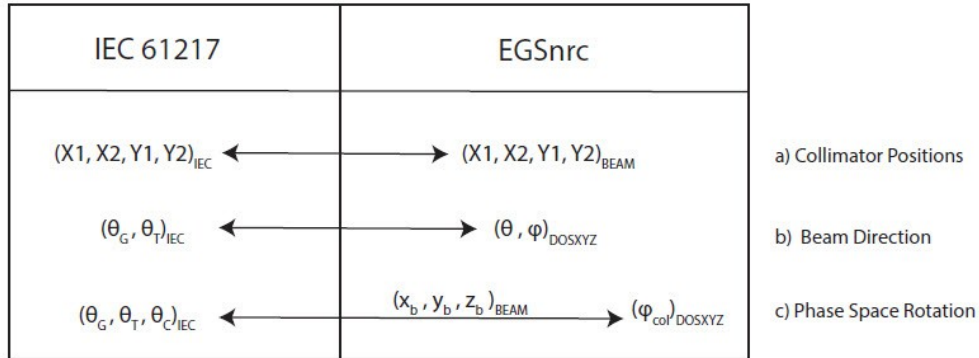 IEC 61217 EGSnrc
(X1, X2, Y1, Y2)IEC (X1, X2, Y1, Y2)BEAM a) Collimator Positions
(θG , θT)IEC (θ , φ)DOSXYZ b) Beam Direction
(θG , θT, θC)IEC (xb , yb , zb )BEAM (φcol)DOSXYZ c) Phase Space Rotation